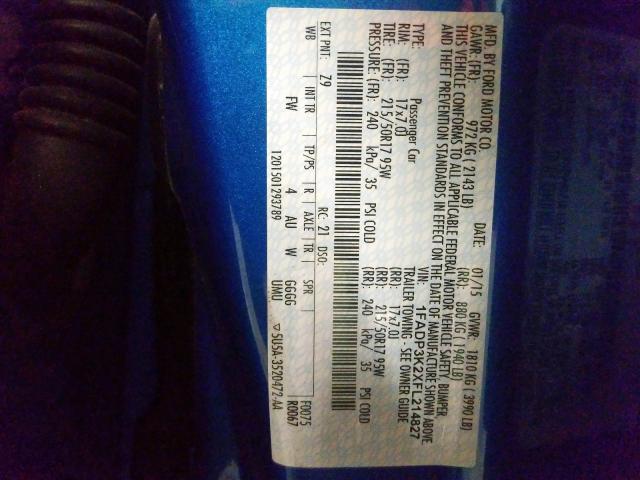 MFD. BY FORD MOTOR CO.
DATE: 01/15 GVWR: 1810 KG ( 3990 LB)
GAWR: (FR): 972 KG ( 2143 LB) (RR): 880 KG ( 1940 LB)
THIS VEHICLE CONFORMS TO ALL APPLICABLE FEDERAL MOTOR VEHICLE SAFETY, BUMPER
AND THEFT PREVENTION STANDARDS IN EFFECT ON THE DATE OF MANUFACTURE SHOWN ABOVE.
VIN: 1FADP3K2XFL214827
TYPE: Passenger Car TRAILER TOWING - SEE OWNER GUIDE
RIM: (FR): 17x7.0J (RR): 17x7.0J
TIRE: (FR): 215/50R17 95W (RR): 215/50R17 95W
PRESSURE: (FR): 240 kPa/ 35 PSI COLD (RR): 240 kPa/ 35 PSI COLD
EXT PNT: Z9 RC: 21 DSO: F0075
WB INT TR TP/PS R AXLE TR SPR R0067
FW 4 AU W GGGG
1201501293789 UMU ▽5U5A-3520472-AA